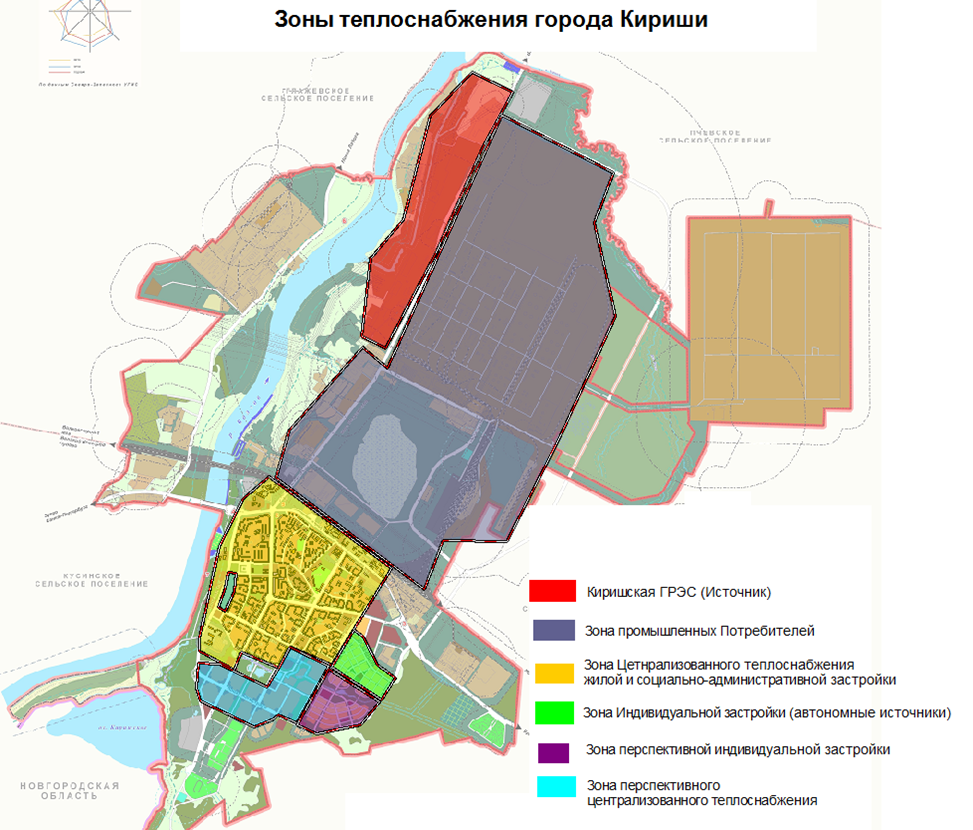 Зоны теплоснабжения города Кириши
СЕЛЬСКОЕ ПОСЕЛЕНИЕ
ПЧЕВСКОЕ
СЕЛЬСКОЕ ПОСЕЛЕНИЕ
КУСИНСКОЕ
СЕЛЬСКОЕ ПОСЕЛЕНИЕ
Киришская ГРЭС (Источник)
Зона промышленных Потребителей
Зона Цетнрализованного теплоснабжения
жилой и социально-административной застройки
Зона Индивидуальной застройки (автономные источники)
Зона перспективной индивидуальной застройки
Зона перспективного
централизованного теплоснабжения
НОВГОРОДСКАЯ
ОБЛАСТЬ